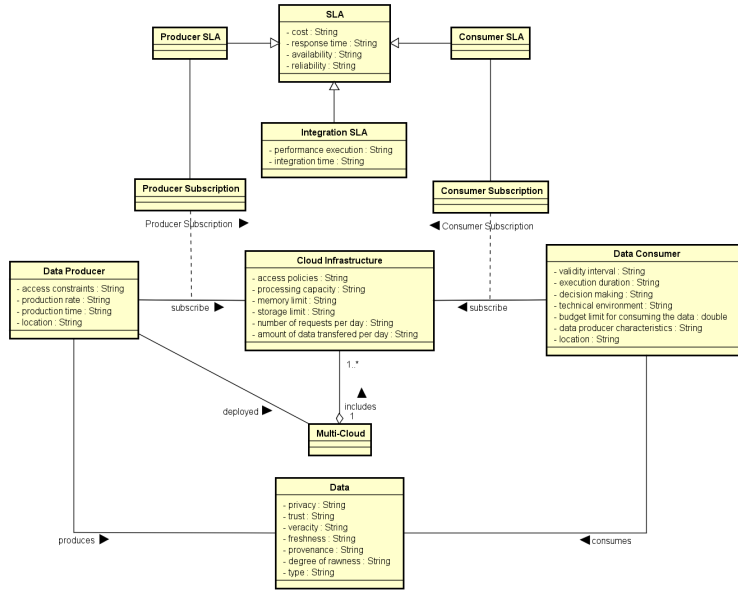 SLA
- cost : String
- response time : String
- availability : String
- reliability : String
Producer SLA
Consumer SLA
Integration SLA
- performance execution : String
- integration time : String
Producer Subscription
Consumer Subscription
Producer Subscription
Consumer Subscription
Data Producer
- access constraints : String
- production rate : String
- production time : String
- location : String
subscribe
Cloud Infrastructure
- access policies : String
- processing capacity : String
- memory limit : String
- storage limit : String
- number of requests per day : String
- amount of data transfered per day : String
subscribe
Data Consumer
- validity interval : String
- execution duration : String
- decision making : String
- technical environment : String
- budget limit for consuming the data : double
- data producer characteristics : String
- location : String
1..*
includes
1
deployed
Multi-Cloud
Data
- privacy : String
- trust : String
- veracity : String
- freshness : String
- provenance : String
- degree of rawness : String
- type : String
produces
consumes